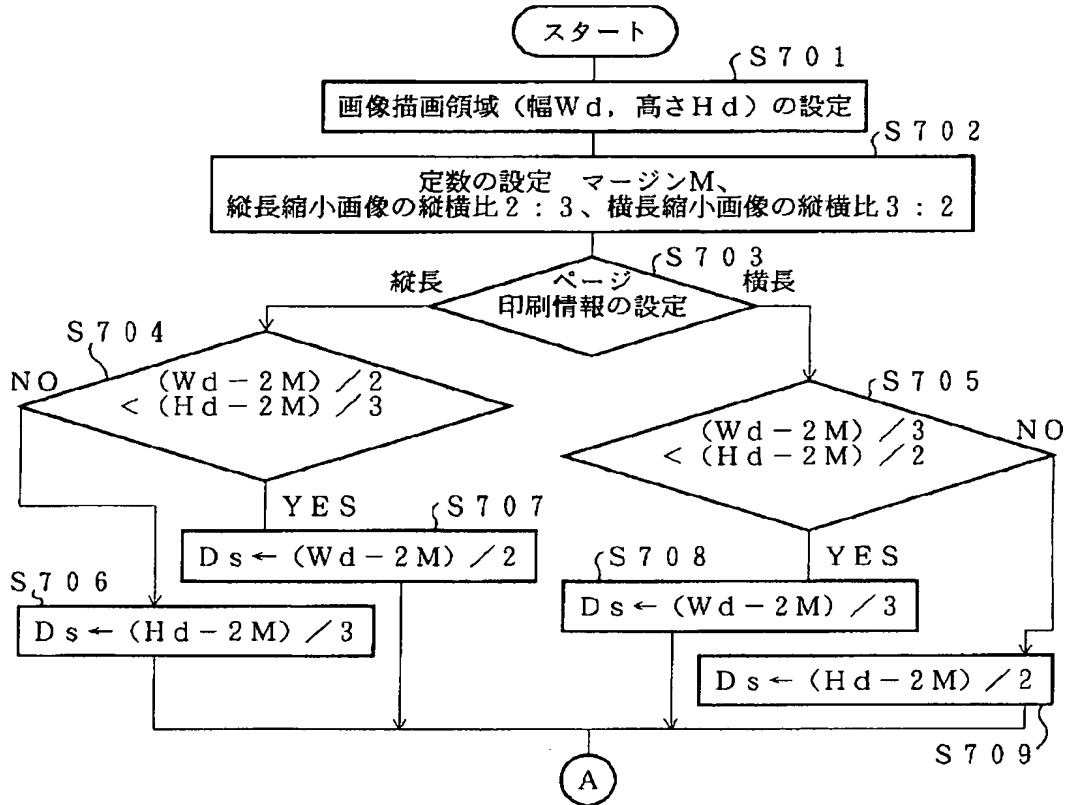 スタート
S701
画像描画領域（幅Wd，高さHd）の設定
S702
定数の設定　マージンM、
縦長縮小画像の縦横比2：3、横長縮小画像の縦横比3：2
S703
縦長
ページ
印刷情報の設定
横長
S704
NO
（Wd－2M）／2
＜（Hd－2M）／3
YES
S705
（Wd－2M）／3
＜（Hd－2M）／2
NO
YES
S707
Ds←（Wd－2M）／2
S706
Ds←（Hd－2M）／3
S708
Ds←（Wd－2M）／3
Ds←（Hd－2M）／2
S709
A